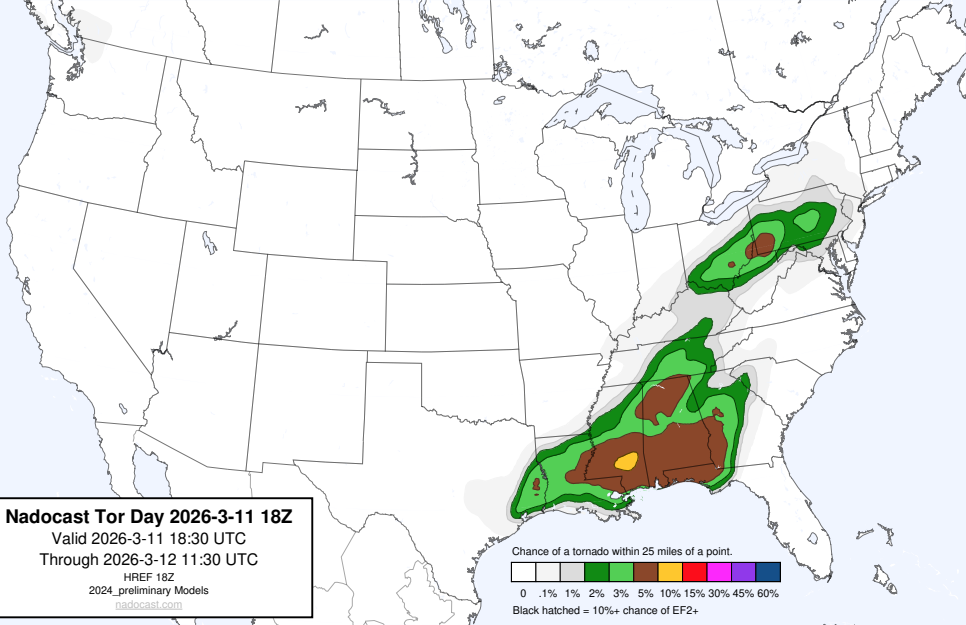 Nadocast Tor Day 2026-3-11 18Z
Valid 2026-3-11 18:30 UTC
Through 2026-3-12 11:30 UTC
HREF 18Z
2024_preliminary Models
nadocast.com
Chance of a tornado within 25 miles of a point.
0 .1% 1% 2% 3% 5% 10% 15% 30% 45% 60%
Black hatched = 10%+ chance of EF2+